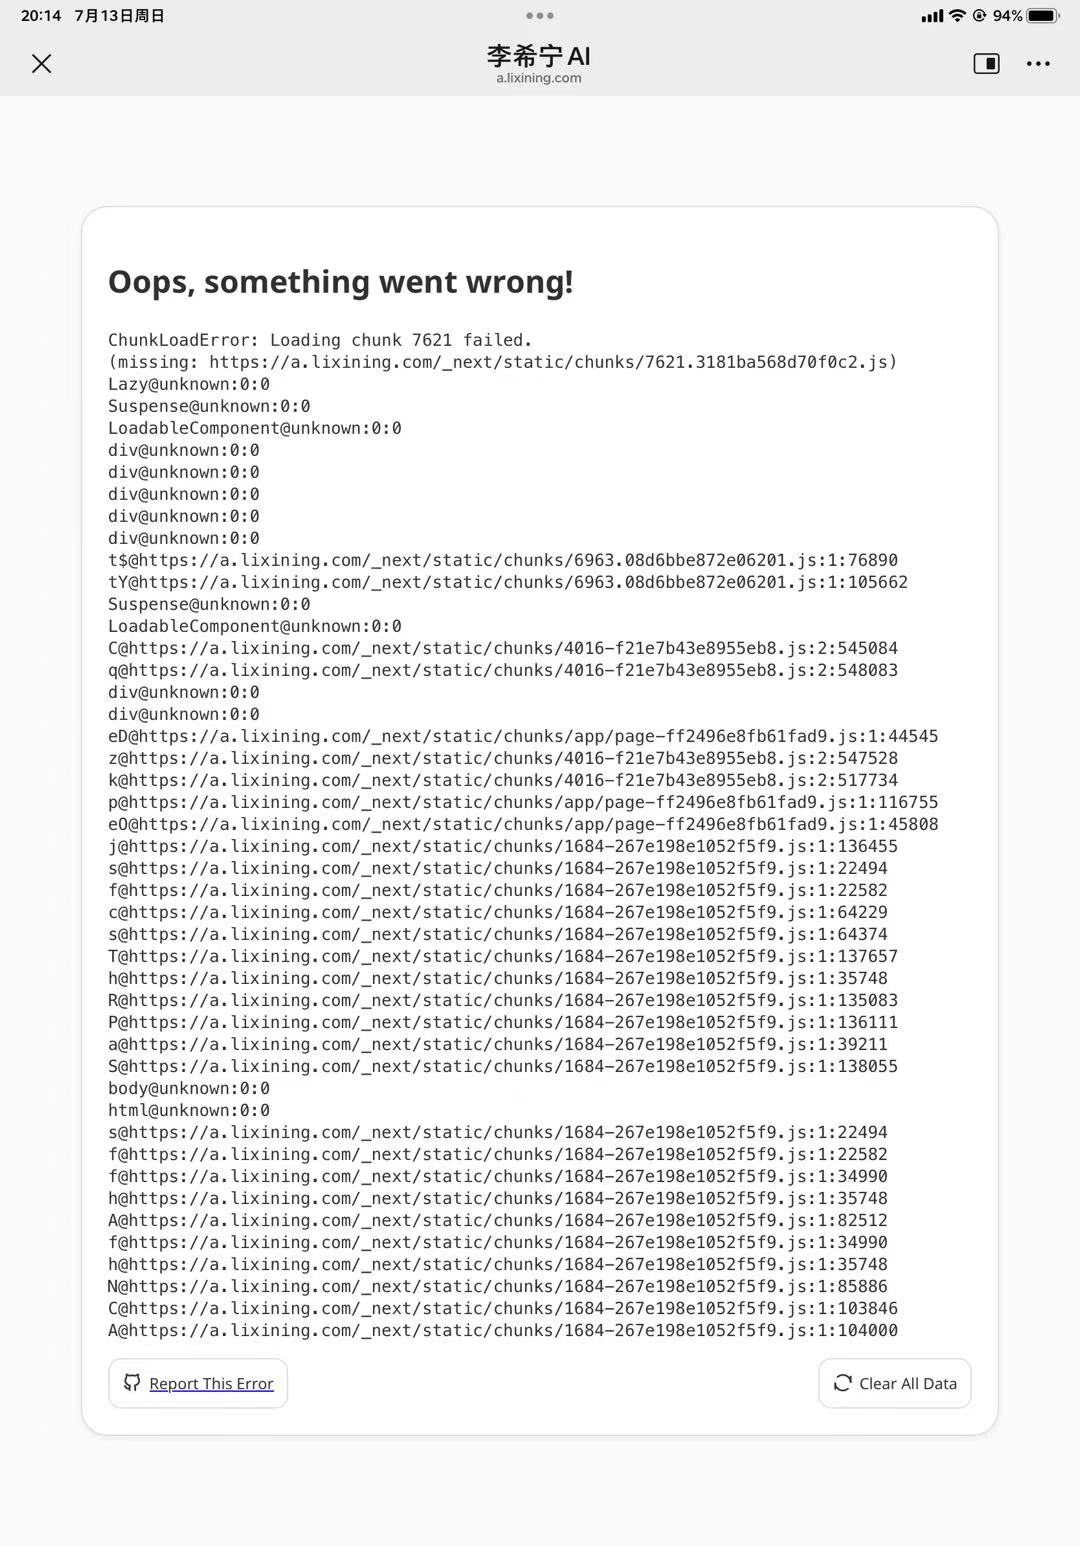 20:14 7月13日周日
94%
李希宁 AI
a.lixining.com
Oops, something went wrong!
ChunkLoadError: Loading chunk 7621 failed.
(missing: https://a.lixining.com/_next/static/chunks/7621.3181ba568d70f0c2.js)
Lazy@unknown:0:0
Suspense@unknown:0:0
LoadableComponent@unknown:0:0
div@unknown:0:0
div@unknown:0:0
div@unknown:0:0
div@unknown:0:0
div@unknown:0:0
t$@https://a.lixining.com/_next/static/chunks/6963.08d6bbe872e06201.js:1:76890
tY@https://a.lixining.com/_next/static/chunks/6963.08d6bbe872e06201.js:1:105662
Suspense@unknown:0:0
LoadableComponent@unknown:0:0
C@https://a.lixining.com/_next/static/chunks/4016-f21e7b43e8955eb8.js:2:545084
q@https://a.lixining.com/_next/static/chunks/4016-f21e7b43e8955eb8.js:2:548083
div@unknown:0:0
div@unknown:0:0
eD@https://a.lixining.com/_next/static/chunks/app/page-ff2496e8fb61fad9.js:1:44545
z@https://a.lixining.com/_next/static/chunks/4016-f21e7b43e8955eb8.js:2:547528
k@https://a.lixining.com/_next/static/chunks/4016-f21e7b43e8955eb8.js:2:517734
p@https://a.lixining.com/_next/static/chunks/app/page-ff2496e8fb61fad9.js:1:116755
eO@https://a.lixining.com/_next/static/chunks/app/page-ff2496e8fb61fad9.js:1:45808
j@https://a.lixining.com/_next/static/chunks/1684-267e198e1052f5f9.js:1:136455
s@https://a.lixining.com/_next/static/chunks/1684-267e198e1052f5f9.js:1:22494
f@https://a.lixining.com/_next/static/chunks/1684-267e198e1052f5f9.js:1:22582
c@https://a.lixining.com/_next/static/chunks/1684-267e198e1052f5f9.js:1:64229
s@https://a.lixining.com/_next/static/chunks/1684-267e198e1052f5f9.js:1:64374
T@https://a.lixining.com/_next/static/chunks/1684-267e198e1052f5f9.js:1:137657
h@https://a.lixining.com/_next/static/chunks/1684-267e198e1052f5f9.js:1:35748
R@https://a.lixining.com/_next/static/chunks/1684-267e198e1052f5f9.js:1:135083
P@https://a.lixining.com/_next/static/chunks/1684-267e198e1052f5f9.js:1:136111
a@https://a.lixining.com/_next/static/chunks/1684-267e198e1052f5f9.js:1:39211
S@https://a.lixining.com/_next/static/chunks/1684-267e198e1052f5f9.js:1:138055
body@unknown:0:0
html@unknown:0:0
s@https://a.lixining.com/_next/static/chunks/1684-267e198e1052f5f9.js:1:22494
f@https://a.lixining.com/_next/static/chunks/1684-267e198e1052f5f9.js:1:22582
f@https://a.lixining.com/_next/static/chunks/1684-267e198e1052f5f9.js:1:34990
h@https://a.lixining.com/_next/static/chunks/1684-267e198e1052f5f9.js:1:35748
A@https://a.lixining.com/_next/static/chunks/1684-267e198e1052f5f9.js:1:82512
f@https://a.lixining.com/_next/static/chunks/1684-267e198e1052f5f9.js:1:34990
h@https://a.lixining.com/_next/static/chunks/1684-267e198e1052f5f9.js:1:35748
N@https://a.lixining.com/_next/static/chunks/1684-267e198e1052f5f9.js:1:85886
C@https://a.lixining.com/_next/static/chunks/1684-267e198e1052f5f9.js:1:103846
A@https://a.lixining.com/_next/static/chunks/1684-267e198e1052f5f9.js:1:104000
Report This Error
Clear All Data